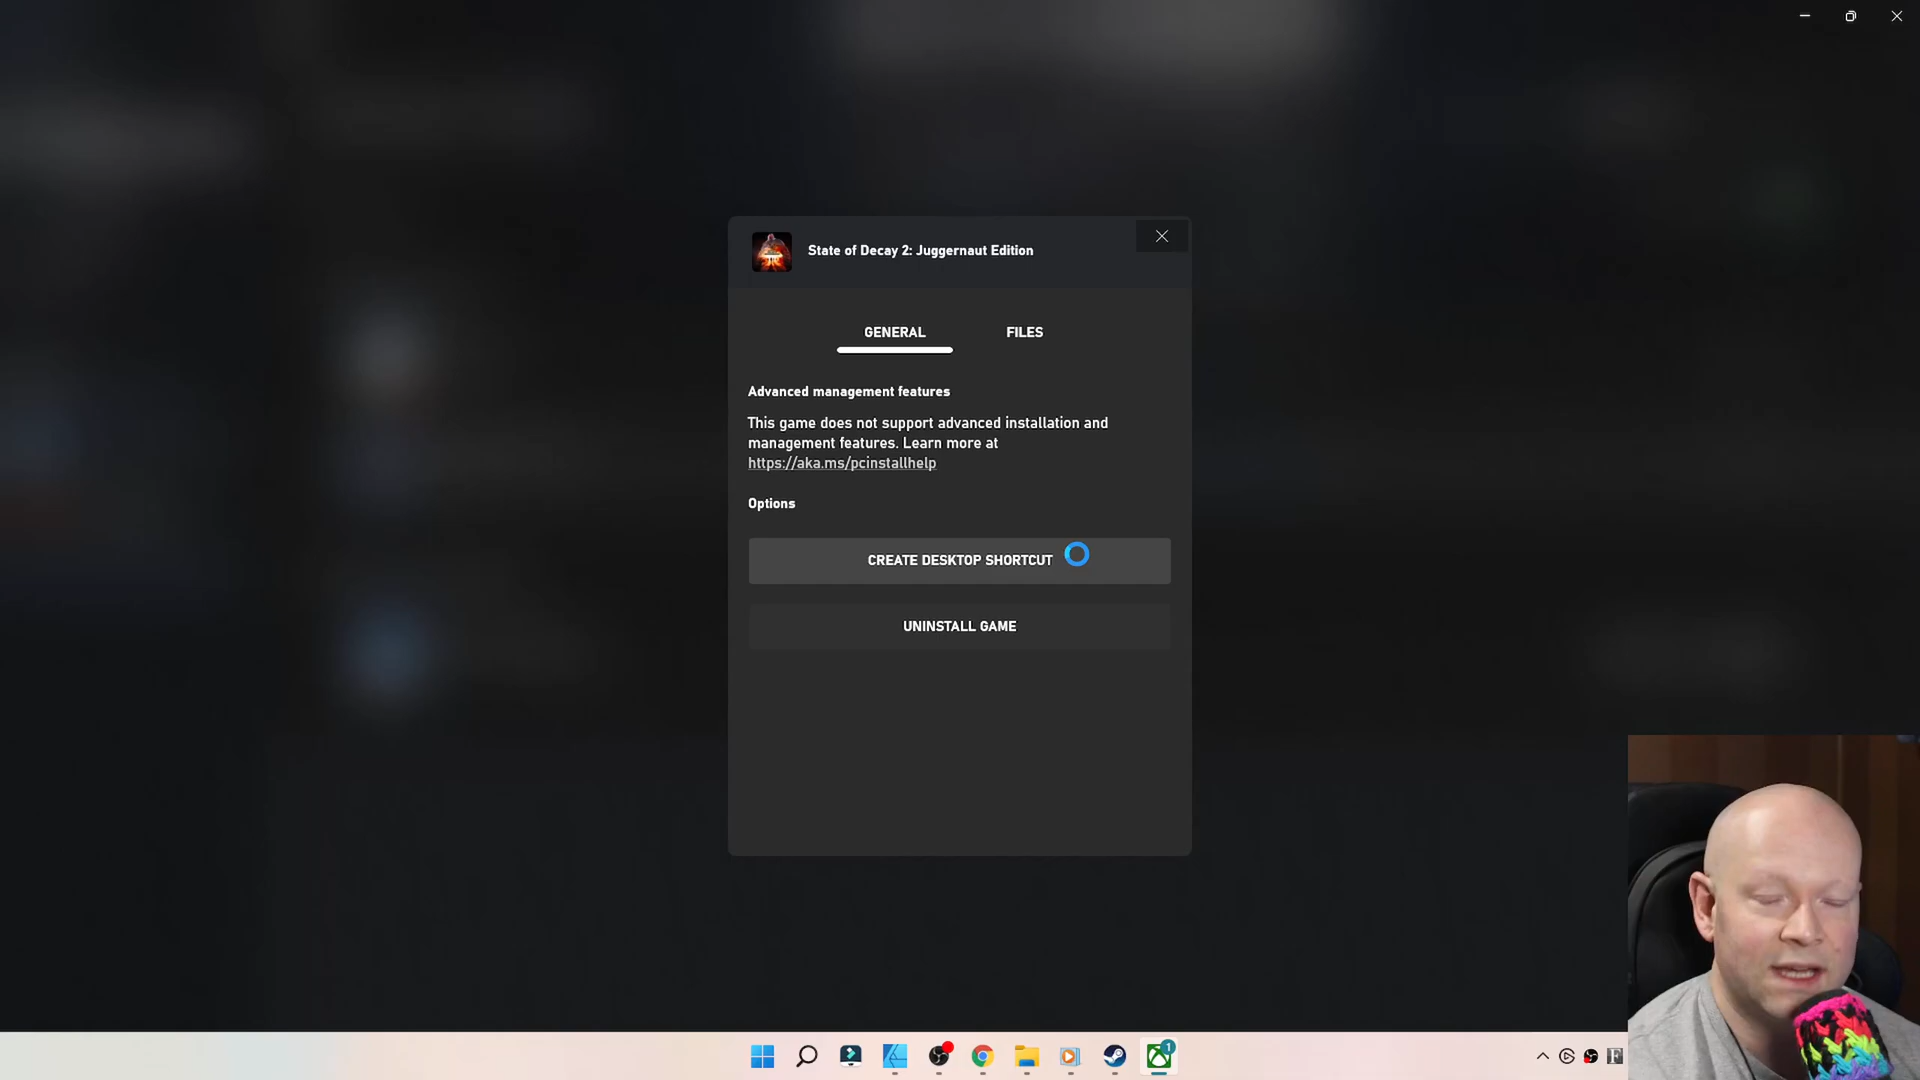 State of Decay 2: Juggernaut Edition
GENERAL
FILES
Advanced management features
This game does not support advanced installation and
management features. Learn more at
https://aka.ms/pcinstallhelp
Options
CREATE DESKTOP SHORTCUT
UNINSTALL GAME
1